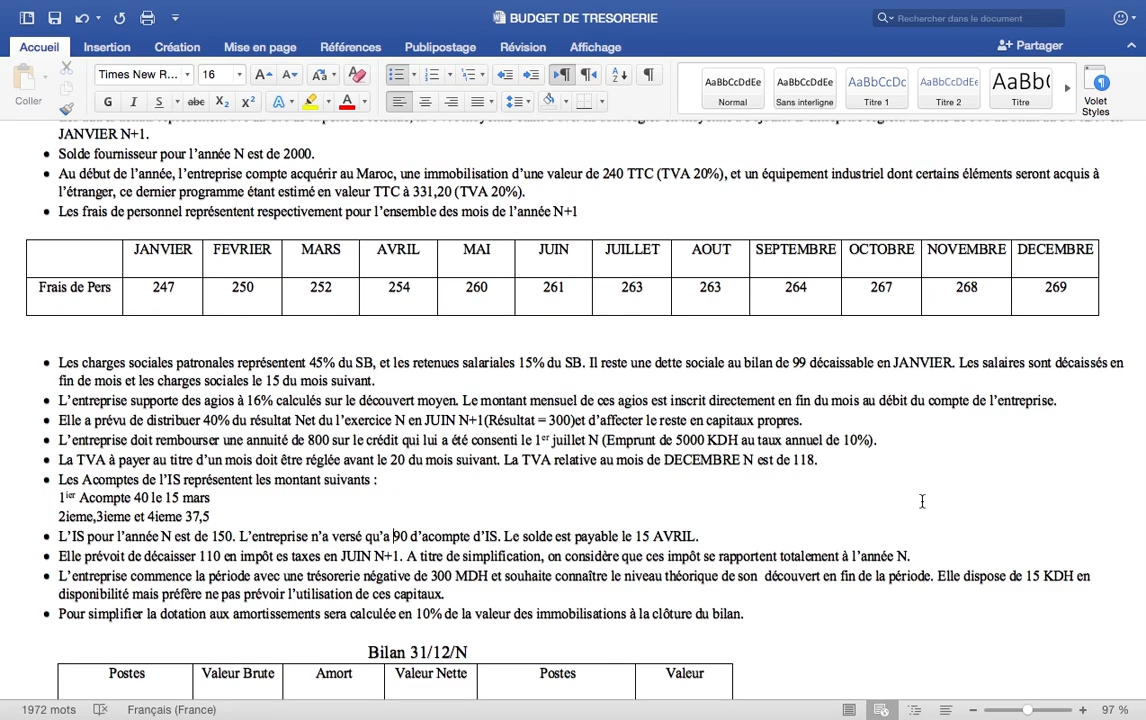 BUDGET DE TRESORERIE
Rechercher dans le document
Accueil Insertion Création Mise en page Références Publipostage Révision Affichage
Partager
Coller
Times New R... 16
G I S abc X₂ X²
AaBbCcDdEe AaBbCcDdEe AaBbCcDc AaBbCcDdEe AaBb(
Normal Sans interligne Titre 1 Titre 2 Titre
Volet Styles
JANVIER N+1.
• Solde fournisseur pour l’année N est de 2000.
• Au début de l’année, l’entreprise compte acquérir au Maroc, une immobilisation d’une valeur de 240 TTC (TVA 20%), et un équipement industriel dont certains éléments seront acquis à
l’étranger, ce dernier programme étant estimé en valeur TTC à 331,20 (TVA 20%).
• Les frais de personnel représentent respectivement pour l’ensemble des mois de l’année N+1
JANVIER FEVRIER MARS AVRIL MAI JUIN JUILLET AOUT SEPTEMBRE OCTOBRE NOVEMBRE DECEMBRE
Frais de Pers 247 250 252 254 260 261 263 263 264 267 268 269
• Les charges sociales patronales représentent 45% du SB, et les retenues salariales 15% du SB. Il reste une dette sociale au bilan de 99 décaissable en JANVIER. Les salaires sont décaissés en
fin de mois et les charges sociales le 15 du mois suivant.
• L’entreprise supporte des agios à 16% calculés sur le découvert moyen. Le montant mensuel de ces agios est inscrit directement en fin du mois au débit du compte de l’entreprise.
• Elle a prévu de distribuer 40% du résultat Net du l’exercice N en JUIN N+1(Résultat = 300)et d’affecter le reste en capitaux propres.
• L’entreprise doit rembourser une annuité de 800 sur le crédit qui lui a été consenti le 1er juillet N (Emprunt de 5000 KDH au taux annuel de 10%).
• La TVA à payer au titre d’un mois doit être réglée avant le 20 du mois suivant. La TVA relative au mois de DECEMBRE N est de 118.
• Les Acomptes de l’IS représentent les montant suivants :
1ier Acompte 40 le 15 mars
2ieme,3ieme et 4ieme 37,5
• L’IS pour l’année N est de 150. L’entreprise n’a versé qu’a 90 d’acompte d’IS. Le solde est payable le 15 AVRIL.
• Elle prévoit de décaisser 110 en impôt es taxes en JUIN N+1. A titre de simplification, on considère que ces impôt se rapportent totalement à l’année N.
• L’entreprise commence la période avec une trésorerie négative de 300 MDH et souhaite connaître le niveau théorique de son découvert en fin de la période. Elle dispose de 15 KDH en
disponibilité mais préfère ne pas prévoir l’utilisation de ces capitaux.
• Pour simplifier la dotation aux amortissements sera calculée en 10% de la valeur des immobilisations à la clôture du bilan.
Bilan 31/12/N
Postes Valeur Brute Amort Valeur Nette Postes Valeur
1972 mots Français (France) 97 %